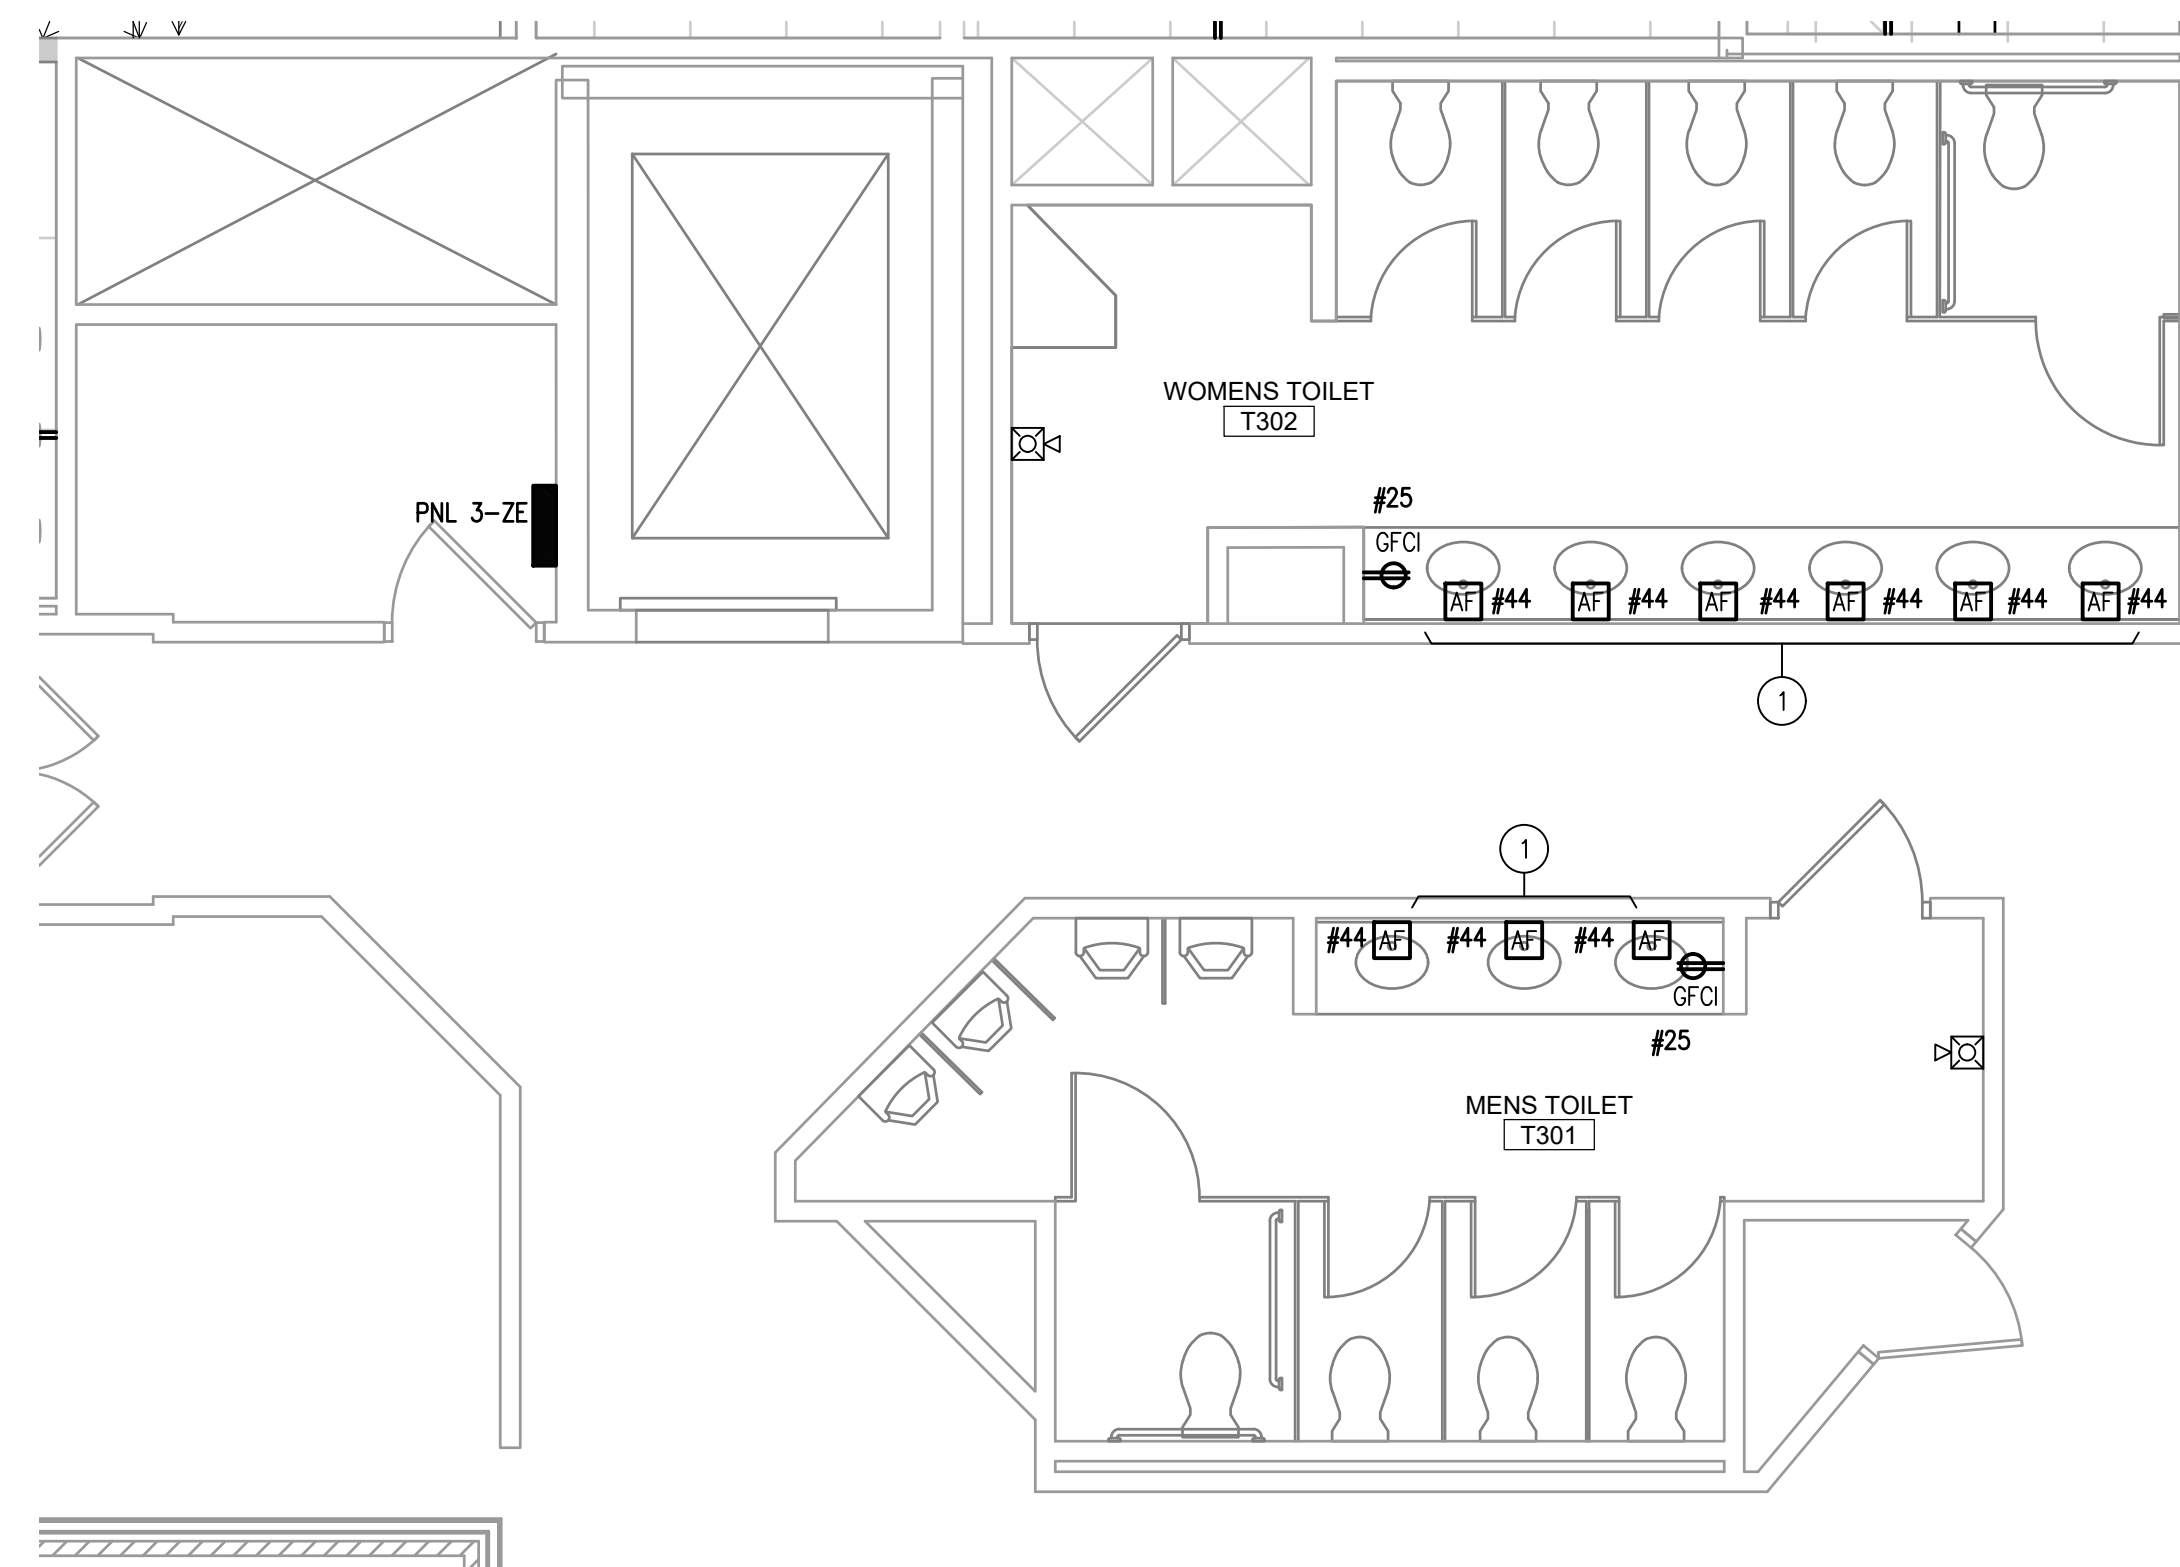 WOMENS TOILET
T302
PNL 3-ZE
#25
GFCI
AF #44 AF #44 AF #44 AF #44 AF #44 AF #44
1
1
#44 AF #44 AF #44 AF
GFCI
#25
MENS TOILET
T301